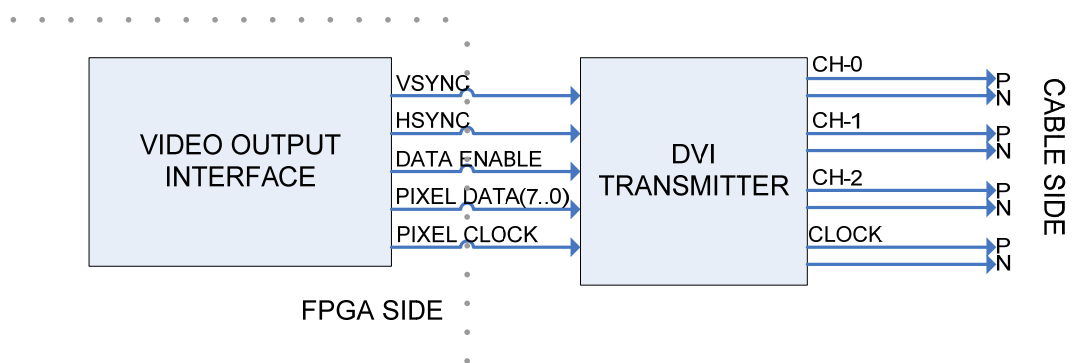 VIDEO OUTPUT
INTERFACE
VSYNC
HSYNC
DATA ENABLE
PIXEL DATA(7..0)
PIXEL CLOCK
FPGA SIDE
DVI
TRANSMITTER
CH-0
P
N
CH-1
P
N
CH-2
P
N
CLOCK
P
N
CABLE SIDE